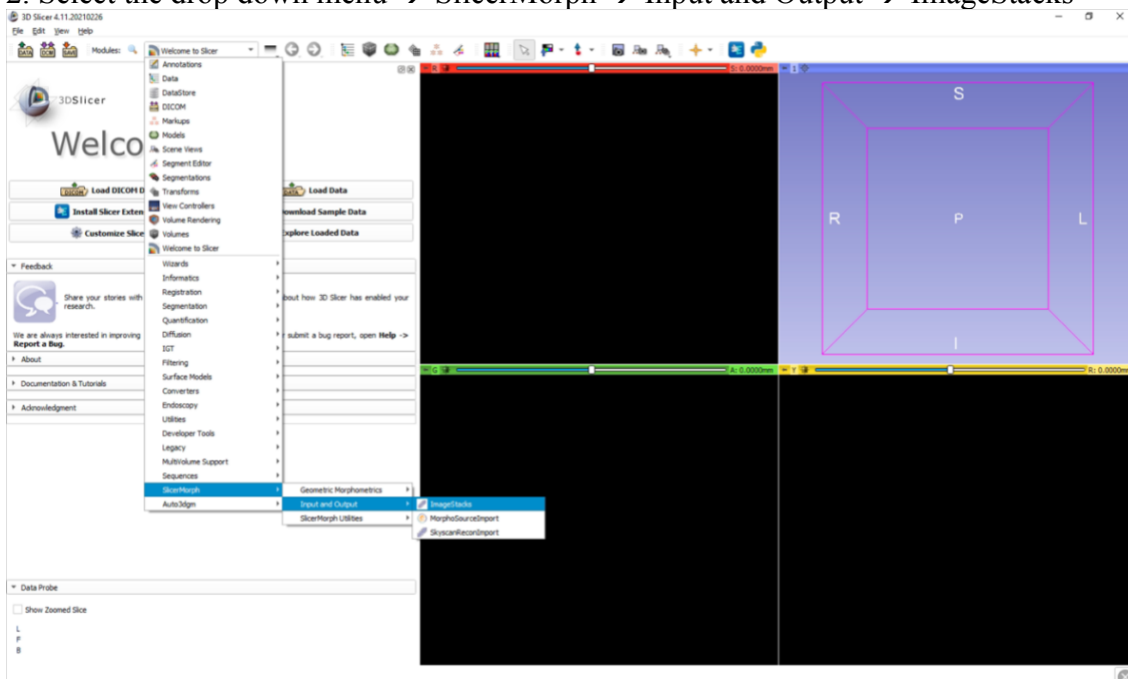 2. Select the drop down menu → SlicerMorph → Input and Output → ImageStacks
3D Slicer 4.11.20210226
File Edit View Help
DATA DCM SAVE Modules: Welcome to Slicer
3DSlicer
Welco
Load DICOM D
Load Data
Install Slicer Exten
ownload Sample Data
Customize Slice
xplore Loaded Data
Feedback
Share your stories with
bout how 3D Slicer has enabled your
research.
We are always interested in improving
submit a bug report, open Help ->
Report a Bug.
About
Documentation & Tutorials
Acknowledgment
Annotations
Data
DataStore
DICOM
Markups
Models
Scene Views
Segment Editor
Segmentations
Transforms
View Controllers
Volume Rendering
Volumes
Welcome to Slicer
Wizards
Informatics
Registration
Segmentation
Quantification
Diffusion
IGT
Filtering
Surface Models
Converters
Endoscopy
Utilities
Developer Tools
Legacy
MultiVolume Support
Sequences
SlicerMorph
Auto3dgm
Geometric Morphometrics
Input and Output
SlicerMorph Utilities
ImageStacks
MorphoSourceImport
SkyscanReconImport
Data Probe
Show Zoomed Slice
L
F
B
R
S: 0.0000mm
1
S
R P L
I
G
A: 0.0000mm
Y
R: 0.0000m